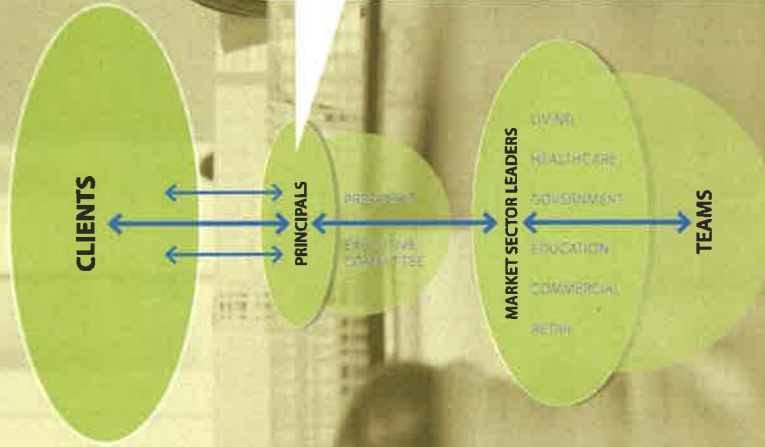 CLIENTS
PRINCIPALS
PRESIDENT
EXECUTIVE
COMMITTEE
MARKET SECTOR LEADERS
LIVING
HEALTHCARE
GOVERNMENT
EDUCATION
COMMERCIAL
RETAIL
TEAMS